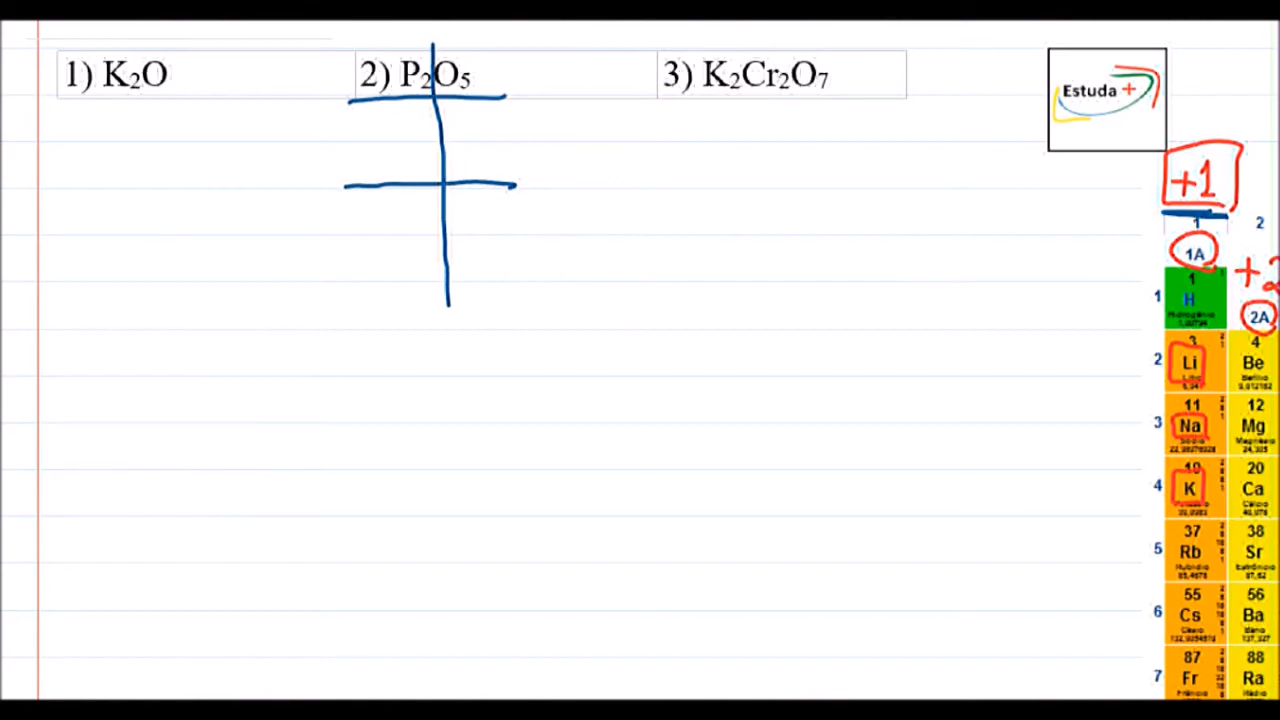 1) K₂O 2) P₂O₅ 3) K₂Cr₂O₇
Estuda +
+1
1 2
1A
+2
2A
1 1 H
2 3 Li 4 Be
3 11 Na 12 Mg
4 19 K 20 Ca
5 37 Rb 38 Sr
6 55 Cs 56 Ba
7 87 Fr 88 Ra